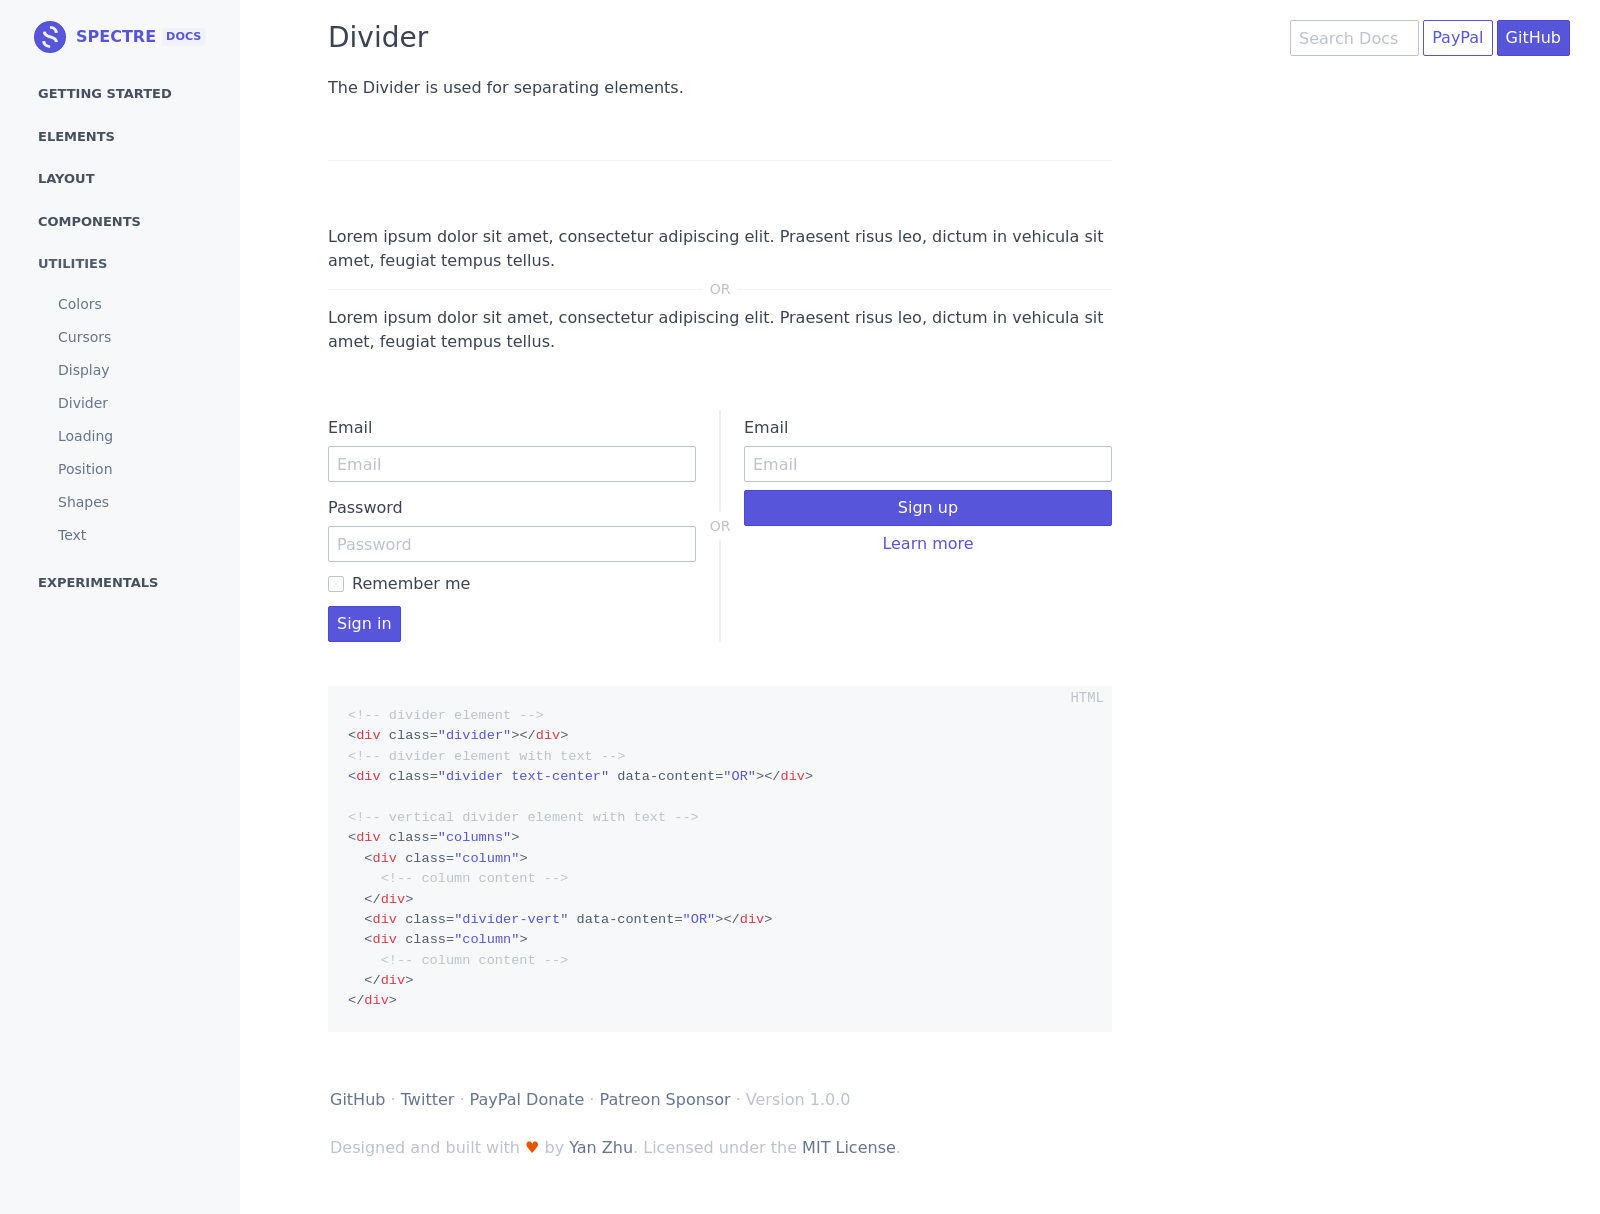 SPECTRE DOCS
GETTING STARTED
ELEMENTS
LAYOUT
COMPONENTS
UTILITIES
Colors
Cursors
Display
Divider
Loading
Position
Shapes
Text
EXPERIMENTALS
Divider
Search Docs
PayPal
GitHub
The Divider is used for separating elements.
Lorem ipsum dolor sit amet, consectetur adipiscing elit. Praesent risus leo, dictum in vehicula sit
amet, feugiat tempus tellus.
OR
Lorem ipsum dolor sit amet, consectetur adipiscing elit. Praesent risus leo, dictum in vehicula sit
amet, feugiat tempus tellus.
Email
Email
Password
Password
Remember me
Sign in
OR
Email
Email
Sign up
Learn more
HTML
<!-- divider element -->
<div class="divider"></div>
<!-- divider element with text -->
<div class="divider text-center" data-content="OR"></div>
<!-- vertical divider element with text -->
<div class="columns">
  <div class="column">
    <!-- column content -->
  </div>
  <div class="divider-vert" data-content="OR"></div>
  <div class="column">
    <!-- column content -->
  </div>
</div>
GitHub · Twitter · PayPal Donate · Patreon Sponsor · Version 1.0.0
Designed and built with ♥ by Yan Zhu. Licensed under the MIT License.